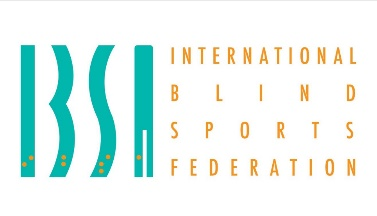 IBSA
INTERNATIONAL
BLIND
SPORTS
FEDERATION